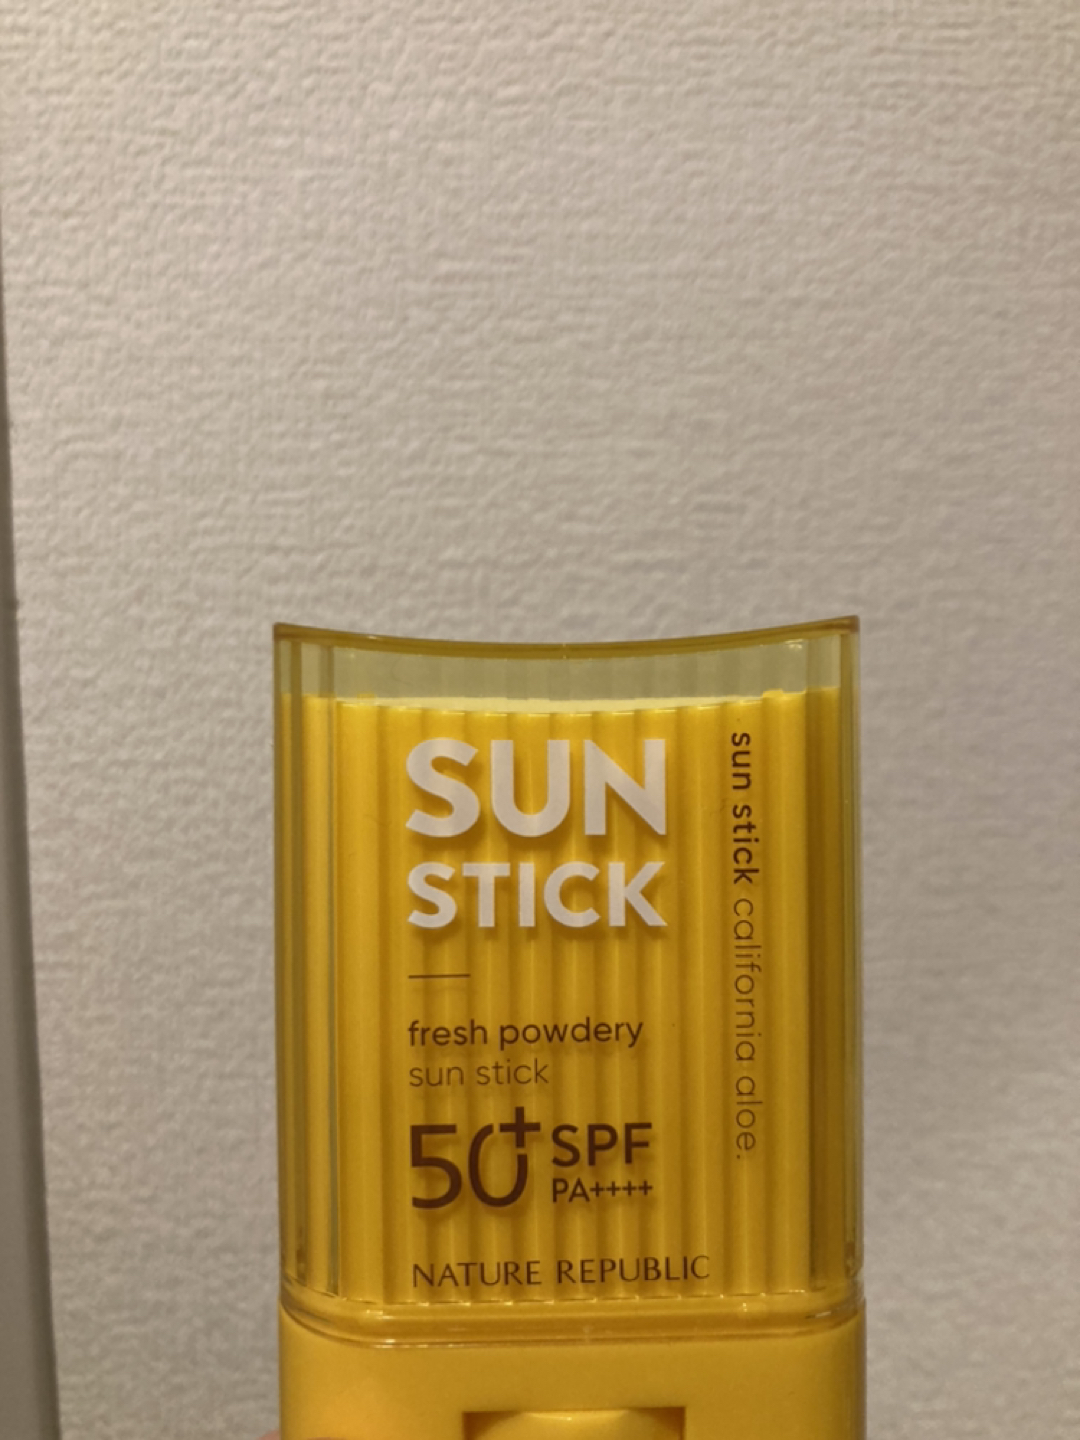 SUN
STICK
fresh powdery
sun stick
50+ SPF
PA++++
NATURE REPUBLIC
sun stick california aloe.